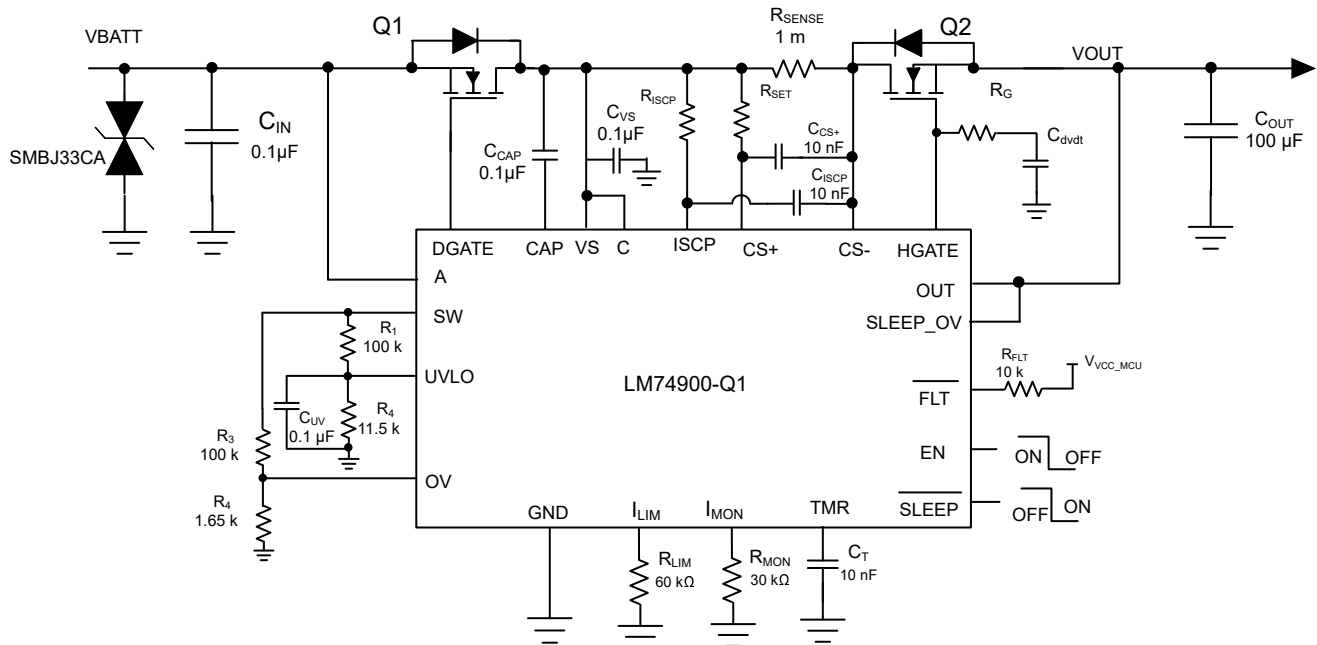 VBATT
Q1
RSENSE
1 m
Q2
VOUT
SMBJ33CA
CIN
0.1µF
CCAP
0.1µF
CVS
0.1µF
RISCP
RSET
CCS+
10 nF
CISCP
10 nF
RG
Cdvdt
COUT
100 µF
DGATE
CAP
VS
C
ISCP
CS+
CS-
HGATE
A
OUT
SW
SLEEP_OV
R1
100 k
UVLO
LM74900-Q1
RFLT
10 k
VVCC_MCU
FLT
CUV
0.1 µF
R4
11.5 k
R3
100 k
EN
ON
OFF
OV
R4
1.65 k
SLEEP
OFF
ON
GND
ILIM
IMON
TMR
RLIM
60 kΩ
RMON
30 kΩ
CT
10 nF